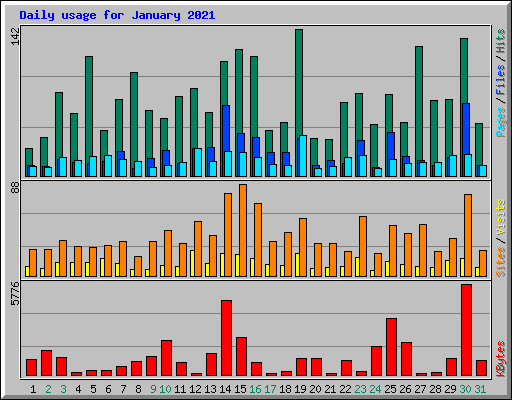 Daily usage for January 2021
142
Pages / Files / Hits
88
Sites / Visits
5776
KBytes
1 2 3 4 5 6 7 8 9 10 11 12 13 14 15 16 17 18 19 20 21 22 23 24 25 26 27 28 29 30 31